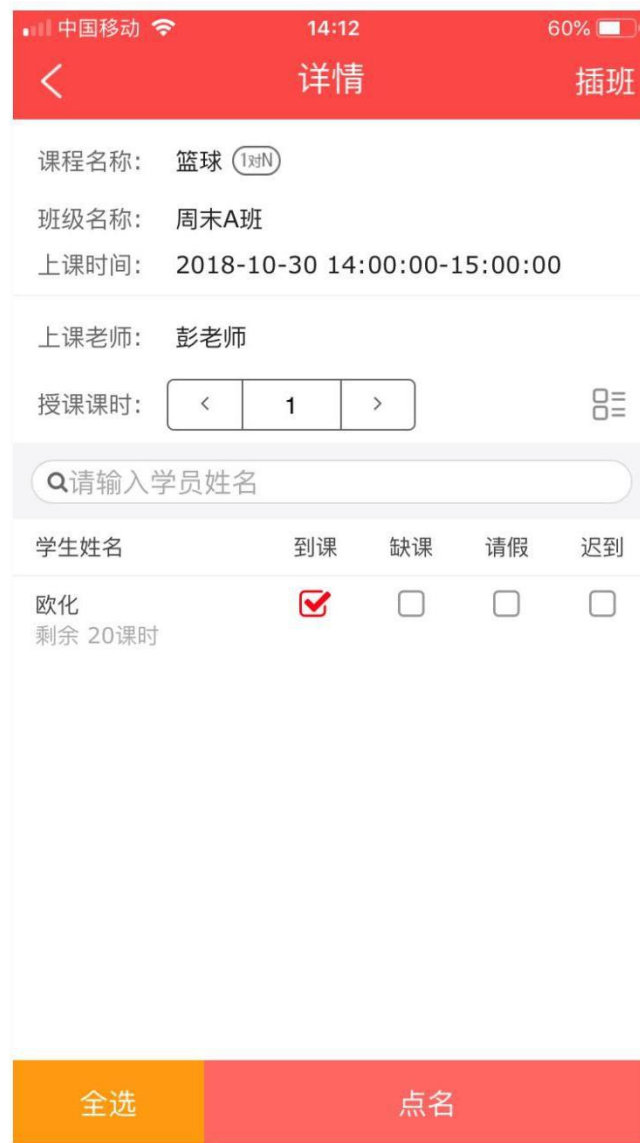 中国移动 14:12 60%
详情 插班
课程名称: 篮球 1对N
班级名称: 周末A班
上课时间: 2018-10-30 14:00:00-15:00:00
上课老师: 彭老师
授课课时: < 1 >
请输入学员姓名
学生姓名 到课 缺课 请假 迟到
欧化
剩余 20课时
全选 点名